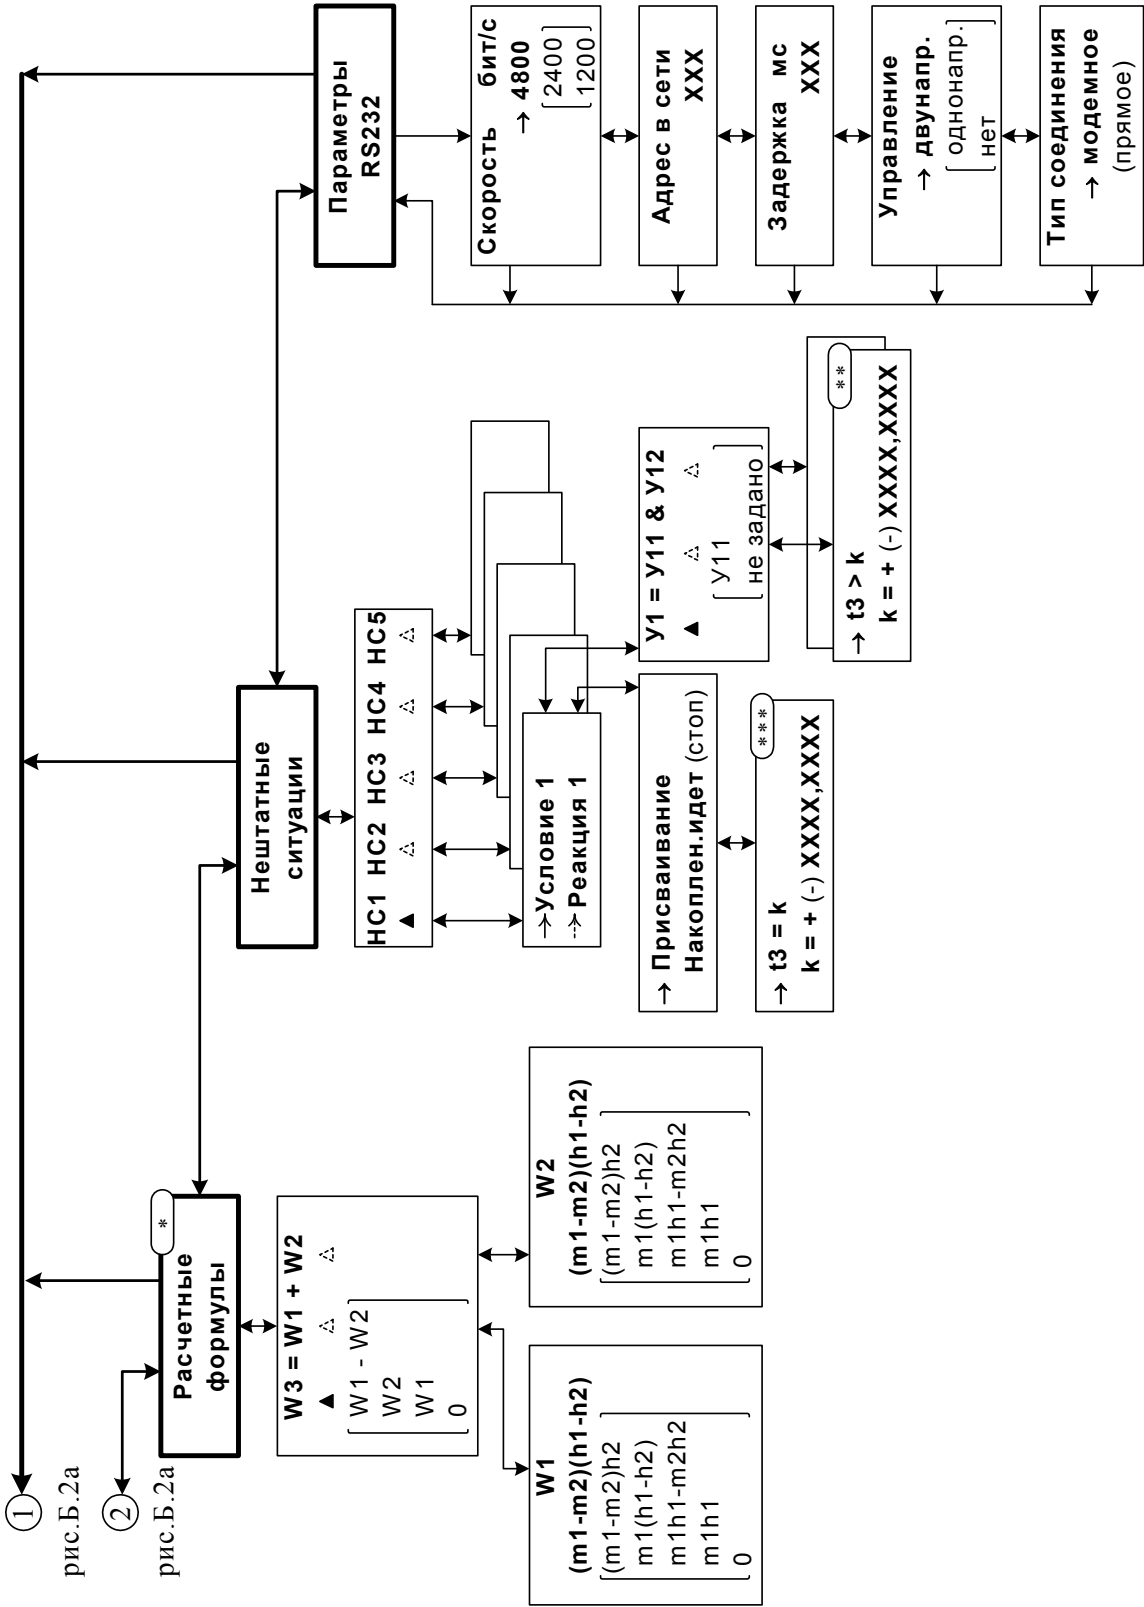 1
рис.Б.2а
2
рис.Б.2а
*
Расчетные
формулы
W3 = W1 + W2
W1 - W2
W2
W1
0
W1
(m1-m2)(h1-h2)
(m1-m2)h2
m1(h1-h2)
m1h1-m2h2
m1h1
0
W2
(m1-m2)(h1-h2)
(m1-m2)h2
m1(h1-h2)
m1h1-m2h2
m1h1
0
Нештатные
ситуации
НС1 НС2 НС3 НС4 НС5
Условие 1
Реакция 1
→ Присваивание
Накоплен.идет (стоп)
***
→ t3 = k
k = + (-) XXXX,XXXX
У1 = У11 & У12
У11
не задано
**
→ t3 > k
k = + (-) XXXX,XXXX
Параметры
RS232
Скорость бит/с
→ 4800
2400
1200
Адрес в сети
XXX
Задержка мс
XXX
Управление
→ двунапр.
однонапр.
нет
Тип соединения
→ модемное
(прямое)